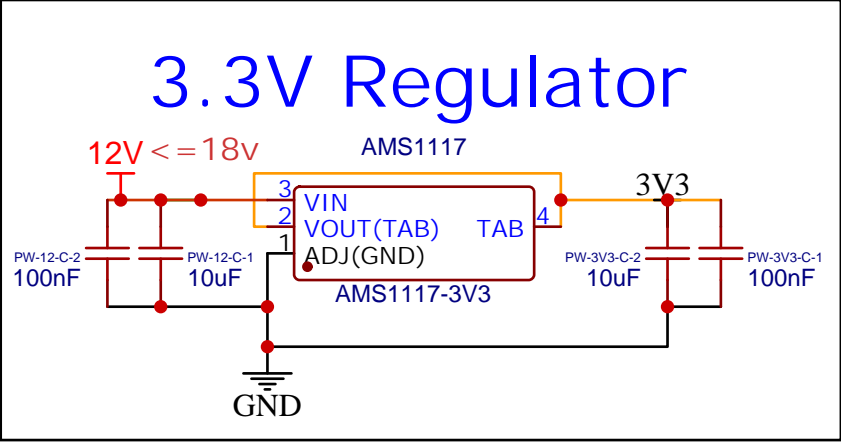 3.3V Regulator
12V <=18v
AMS1117
3V3
3 VIN
2 VOUT(TAB) TAB 4
1 ADJ(GND)
PW-12-C-2
100nF
PW-12-C-1
10uF
AMS1117-3V3
PW-3V3-C-2
10uF
PW-3V3-C-1
100nF
GND